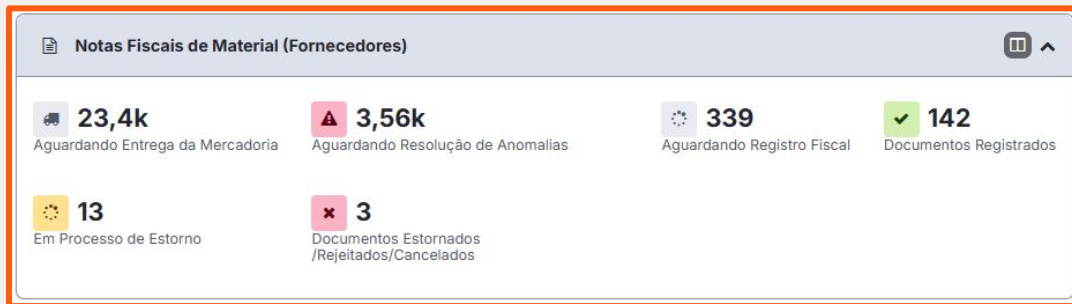 Notas Fiscais de Material (Fornecedores)
23,4k
Aguardando Entrega da Mercadoria
3,56k
Aguardando Resolução de Anomalias
339
Aguardando Registro Fiscal
142
Documentos Registrados
13
Em Processo de Estorno
3
Documentos Estornados
/Rejeitados/Cancelados